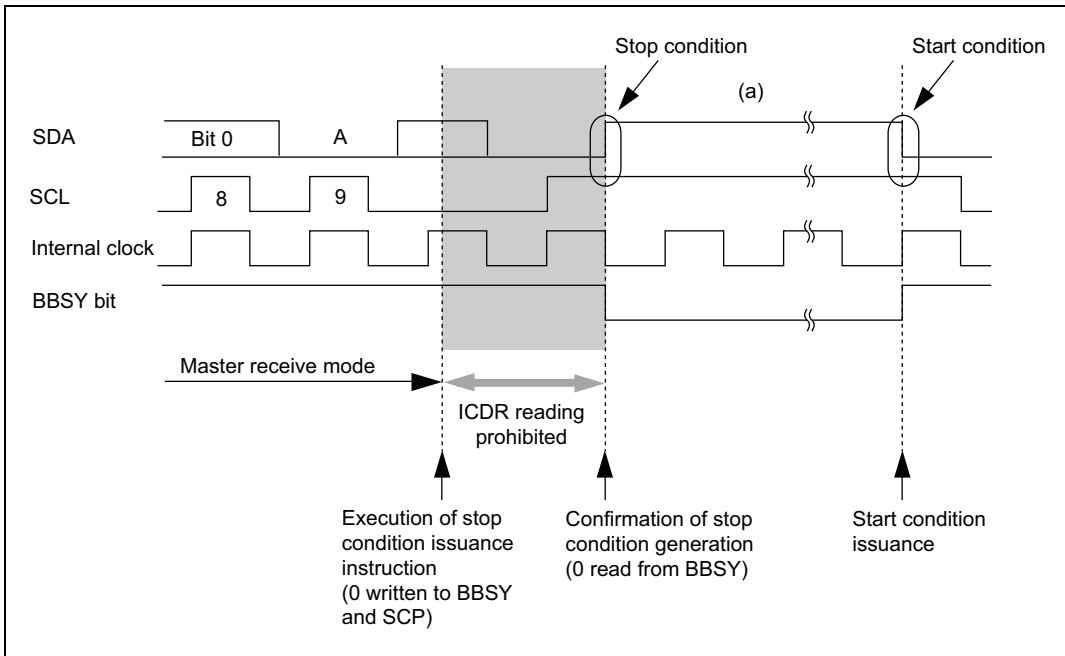 Stop condition
Start condition
(a)
SDA
Bit 0
A
SCL
8
9
Internal clock
BBSY bit
Master receive mode
ICDR reading
prohibited
Execution of stop
condition issuance
instruction
(0 written to BBSY
and SCP)
Confirmation of stop
condition generation
(0 read from BBSY)
Start condition
issuance